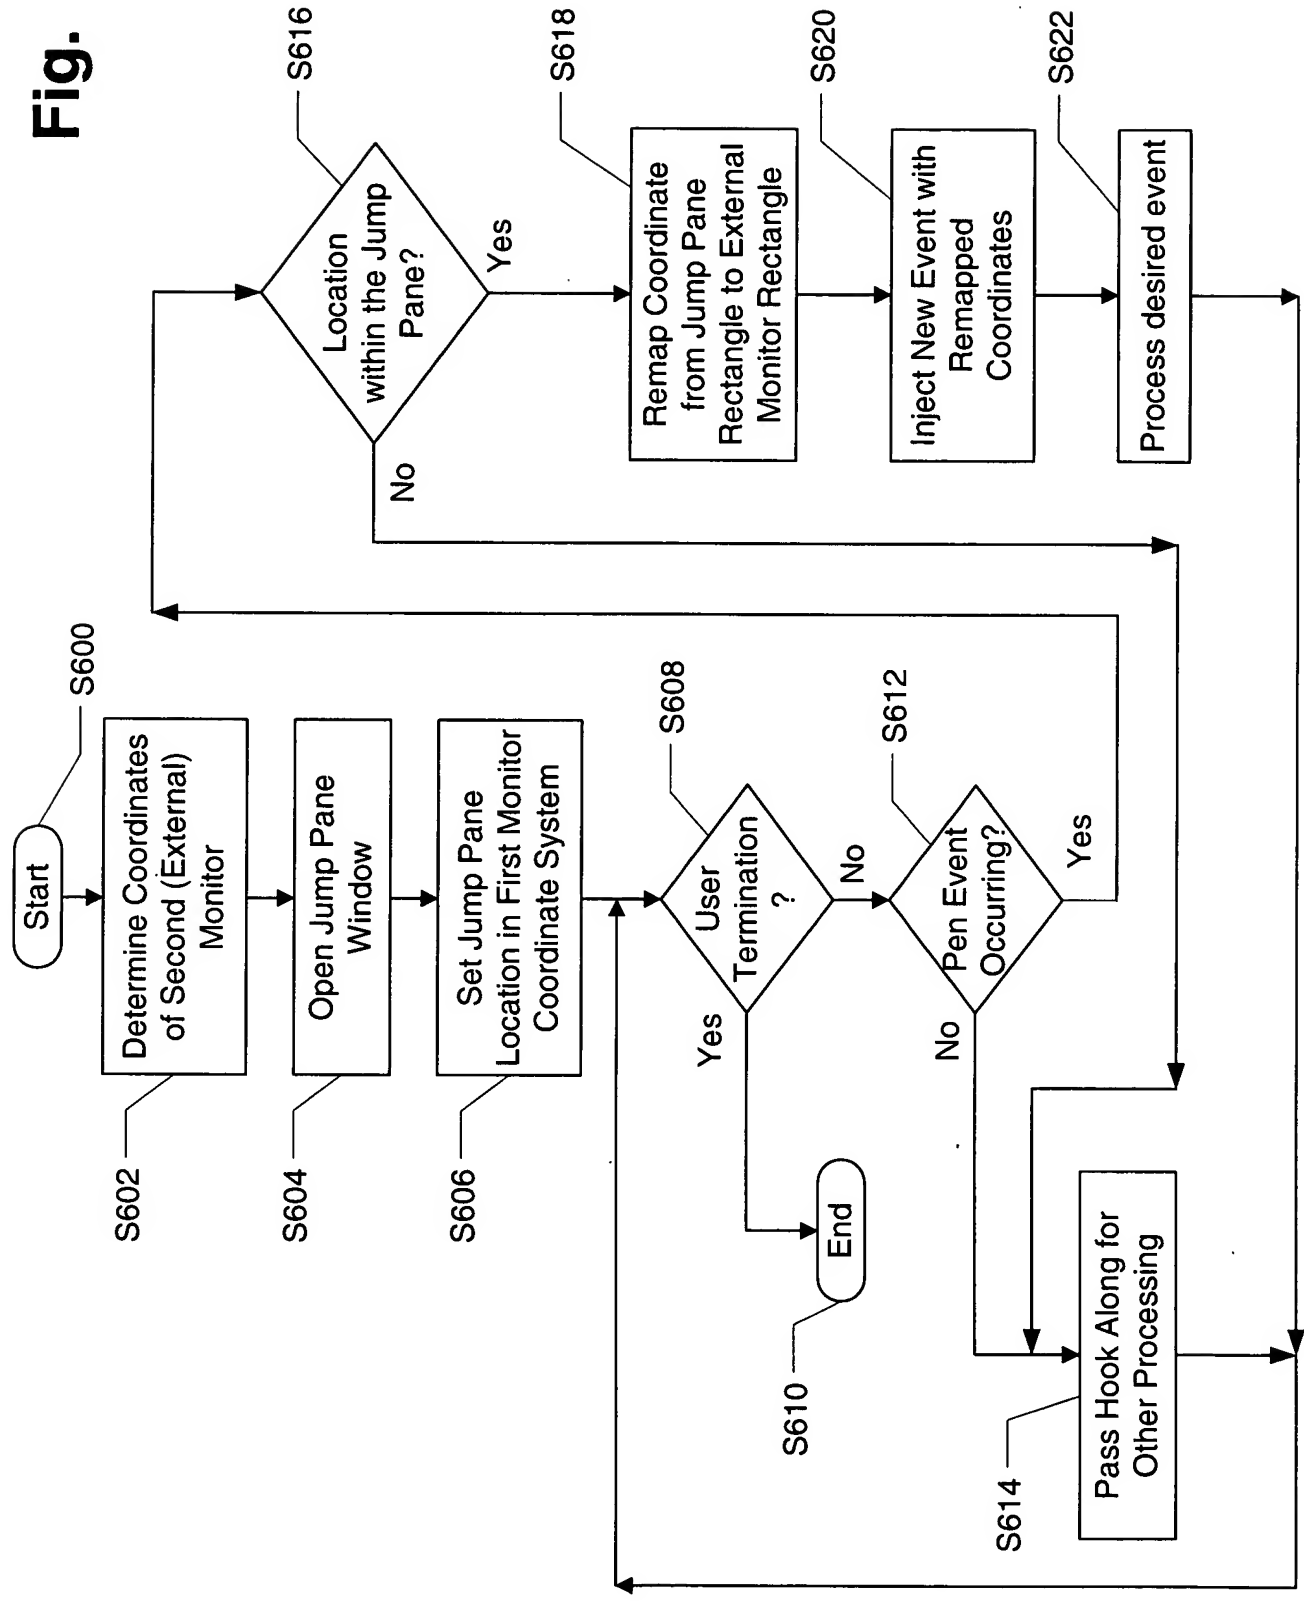 Fig.
Start
S600
Determine Coordinates
of Second (External)
Monitor
S602
Open Jump Pane
Window
S604
Set Jump Pane
Location in First Monitor
Coordinate System
S606
User
Termination
?
S608
Yes
No
End
S610
Pen Event
Occurring?
S612
No
Yes
Pass Hook Along for
Other Processing
S614
Location
within the Jump
Pane?
S616
No
Yes
Remap Coordinate
from Jump Pane
Rectangle to External
Monitor Rectangle
S618
Inject New Event with
Remapped
Coordinates
S620
Process desired event
S622